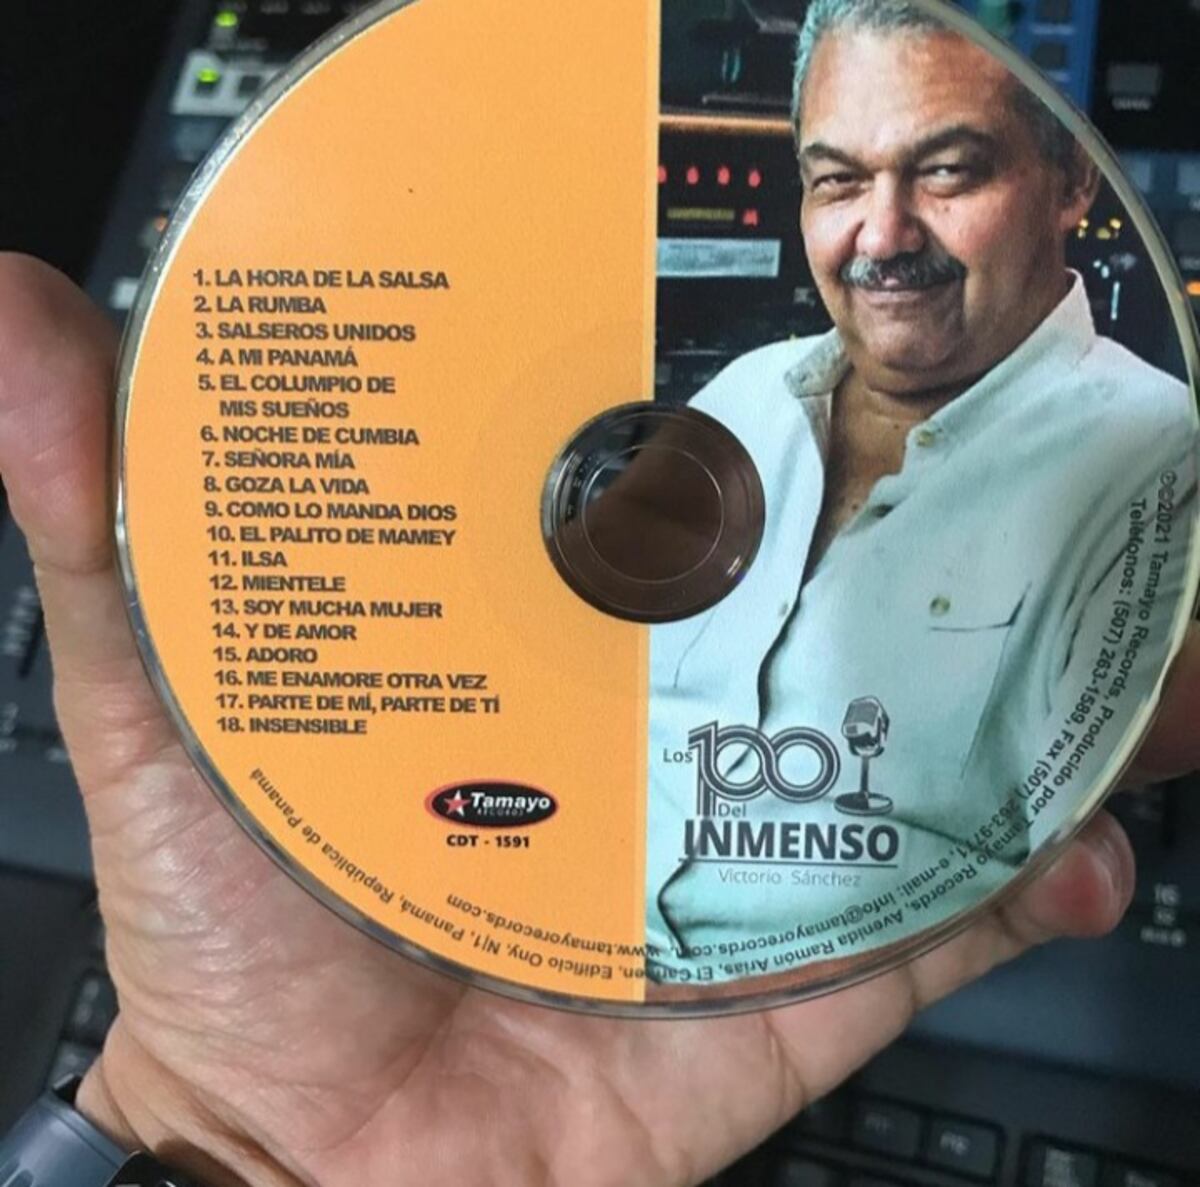 1. LA HORA DE LA SALSA
2. LA RUMBA
3. SALSEROS UNIDOS
4. A MI PANAMÁ
5. EL COLUMPIO DE
MIS SUEÑOS
6. NOCHE DE CUMBIA
7. SEÑORA MÍA
8. GOZA LA VIDA
9. COMO LO MANDA DIOS
10. EL PALITO DE MAMEY
11. ILSA
12. MIENTELE
13. SOY MUCHA MUJER
14. Y DE AMOR
15. ADORO
16. ME ENAMORE OTRA VEZ
17. PARTE DE MÍ, PARTE DE TÍ
18. INSENSIBLE
Tamayo
RECORDS
CDT - 1591
Los 100
Del
INMENSO
Victorio Sánchez
℗©2021 Tamayo Records, Producido por Tamayo Records, Avenida Ramón Arias, El Carmen, Edificio Ony, N|1, Panamá, República de Panamá
Teléfonos: (507) 263-1589, Fax (507) 263-9771, e-mail: info@tamayorecords.com, www.tamayorecords.com